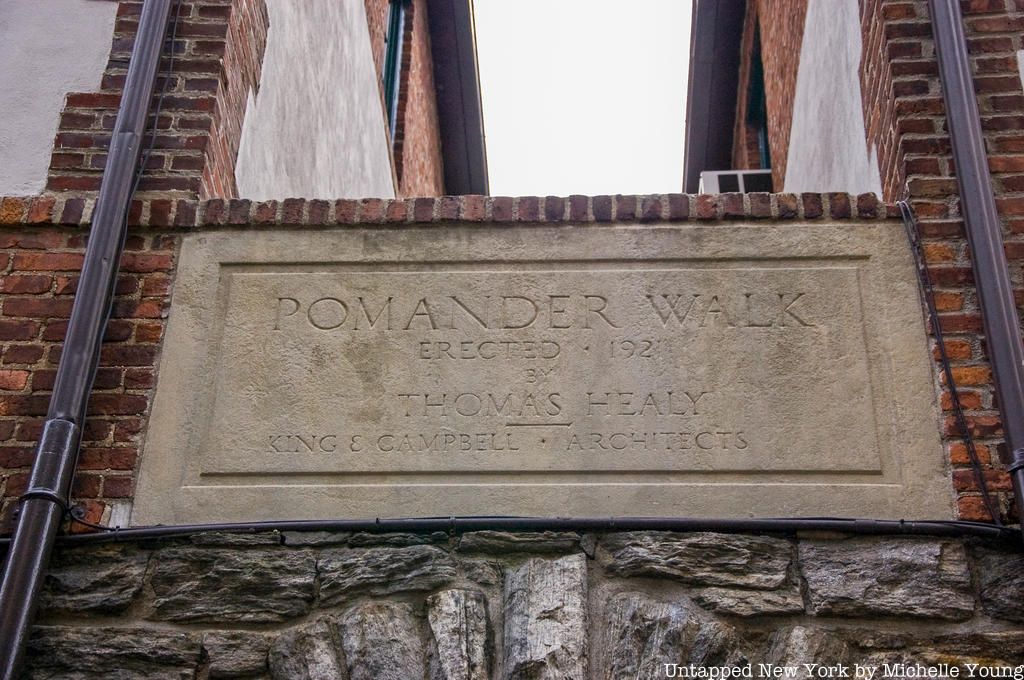 POMANDER WALK
ERECTED · 1921
BY
THOMAS HEALY
KING & CAMPBELL · ARCHITECTS
Untapped New York by Michelle Young